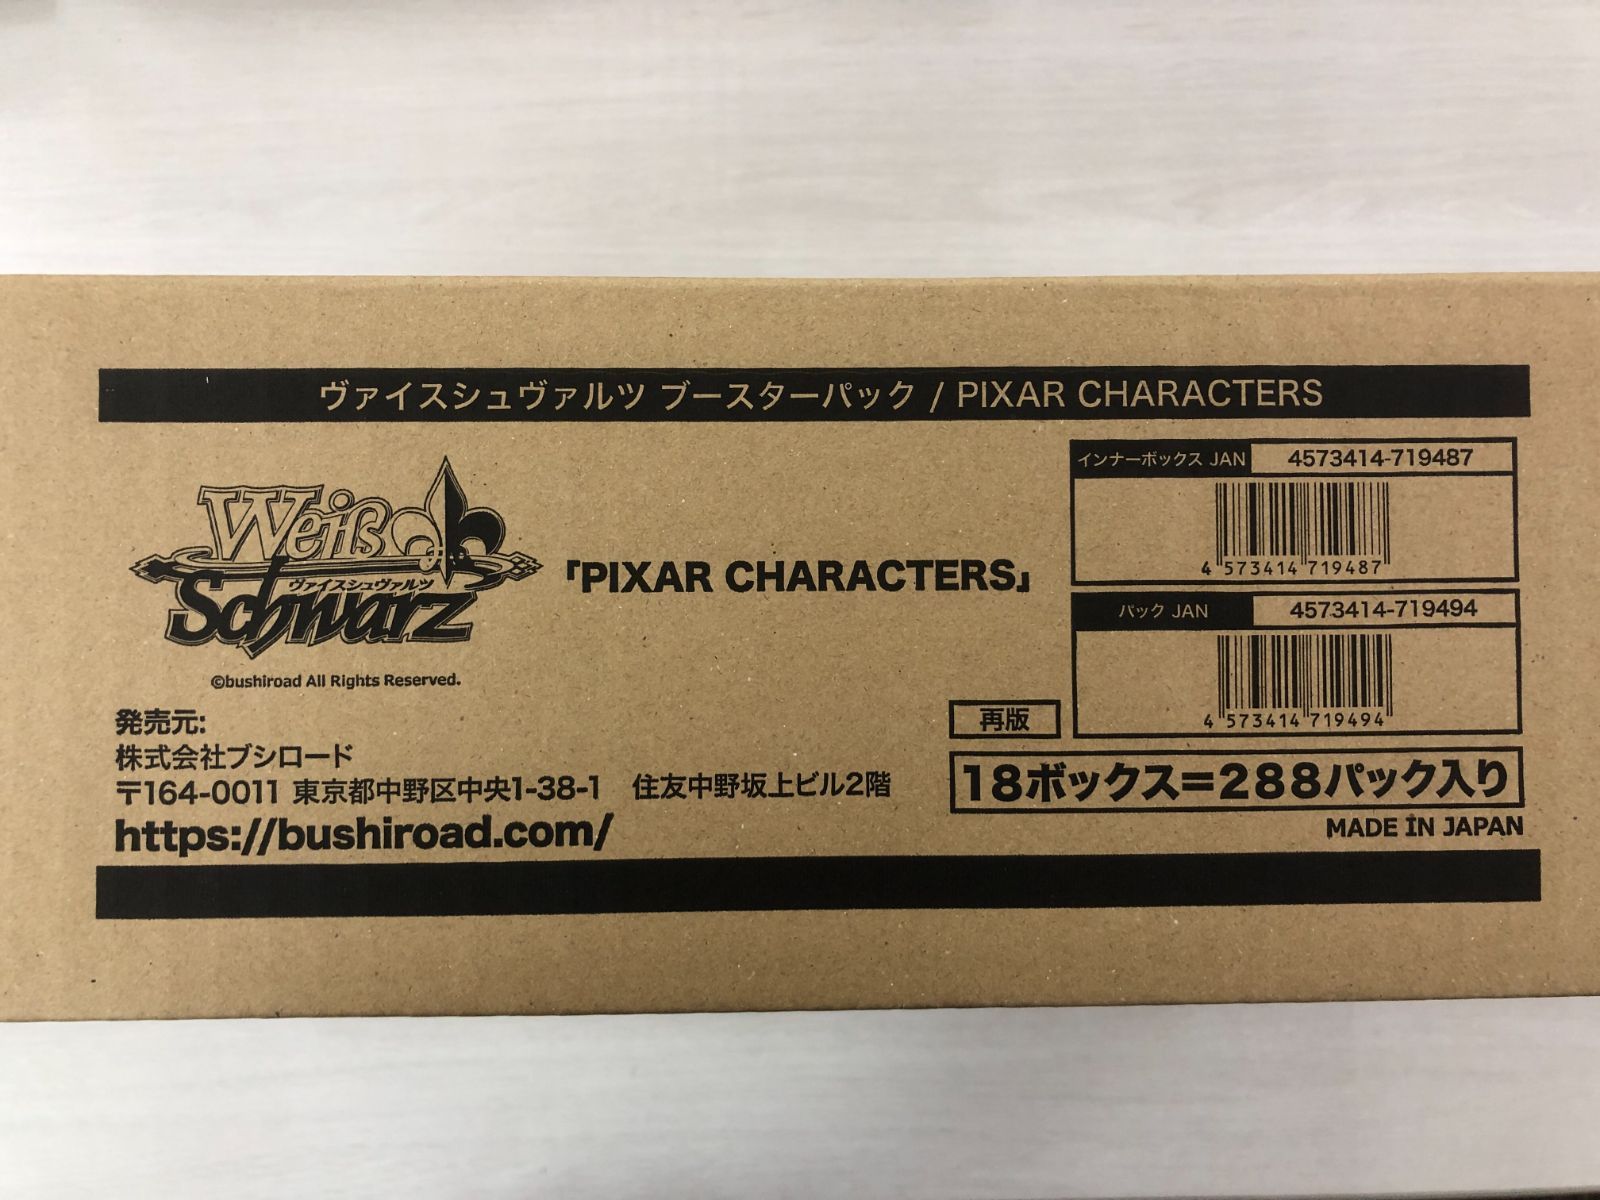 ヴァイスシュヴァルツ ブースターパック / PIXAR CHARACTERS
Weiß
ヴァイスシュヴァルツ
Schwarz
©bushiroad All Rights Reserved.
「PIXAR CHARACTERS」
インナーボックス JAN 4573414-719487
4 573414 719487
パック JAN 4573414-719494
4 573414 719494
発売元:
株式会社ブシロード
〒164-0011 東京都中野区中央1-38-1 住友中野坂上ビル2階
https://bushiroad.com/
再版
18ボックス=288パック入り
MADE IN JAPAN